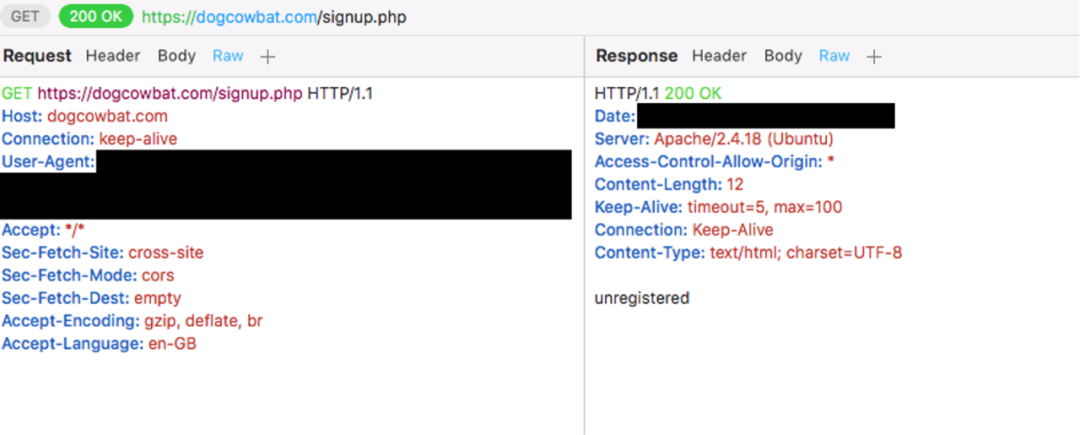 GET 200 OK https://dogcowbat.com/signup.php
Request Header Body Raw +
GET https://dogcowbat.com/signup.php HTTP/1.1
Host: dogcowbat.com
Connection: keep-alive
User-Agent:
Accept: */*
Sec-Fetch-Site: cross-site
Sec-Fetch-Mode: cors
Sec-Fetch-Dest: empty
Accept-Encoding: gzip, deflate, br
Accept-Language: en-GB
Response Header Body Raw +
HTTP/1.1 200 OK
Date:
Server: Apache/2.4.18 (Ubuntu)
Access-Control-Allow-Origin: *
Content-Length: 12
Keep-Alive: timeout=5, max=100
Connection: Keep-Alive
Content-Type: text/html; charset=UTF-8
unregistered